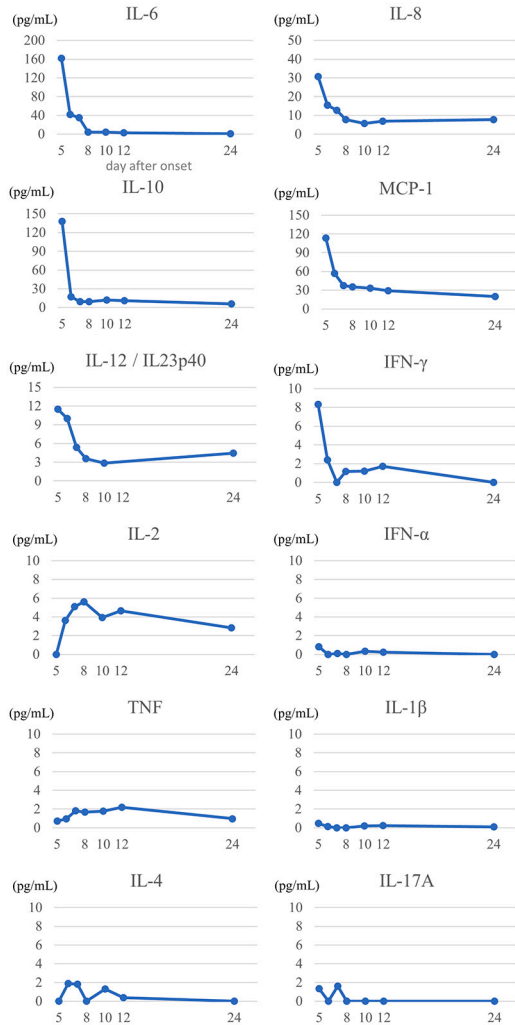 IL-6
(pg/mL)
200
160
120
80
40
0
5 8 10 12 24
day after onset
IL-8
(pg/mL)
50
40
30
20
10
0
5 8 10 12 24
IL-10
(pg/mL)
150
120
90
60
30
0
5 8 10 12 24
MCP-1
(pg/mL)
150
120
90
60
30
0
5 8 10 12 24
IL-12 / IL23p40
(pg/mL)
15
12
9
6
3
0
5 8 10 12 24
IFN-γ
(pg/mL)
10
8
6
4
2
0
5 8 10 12 24
IL-2
(pg/mL)
10
8
6
4
2
0
5 8 10 12 24
IFN-α
(pg/mL)
10
8
6
4
2
0
5 8 10 12 24
TNF
(pg/mL)
10
8
6
4
2
0
5 8 10 12 24
IL-1β
(pg/mL)
10
8
6
4
2
0
5 8 10 12 24
IL-4
(pg/mL)
10
8
6
4
2
0
5 8 10 12 24
IL-17A
(pg/mL)
10
8
6
4
2
0
5 8 10 12 24